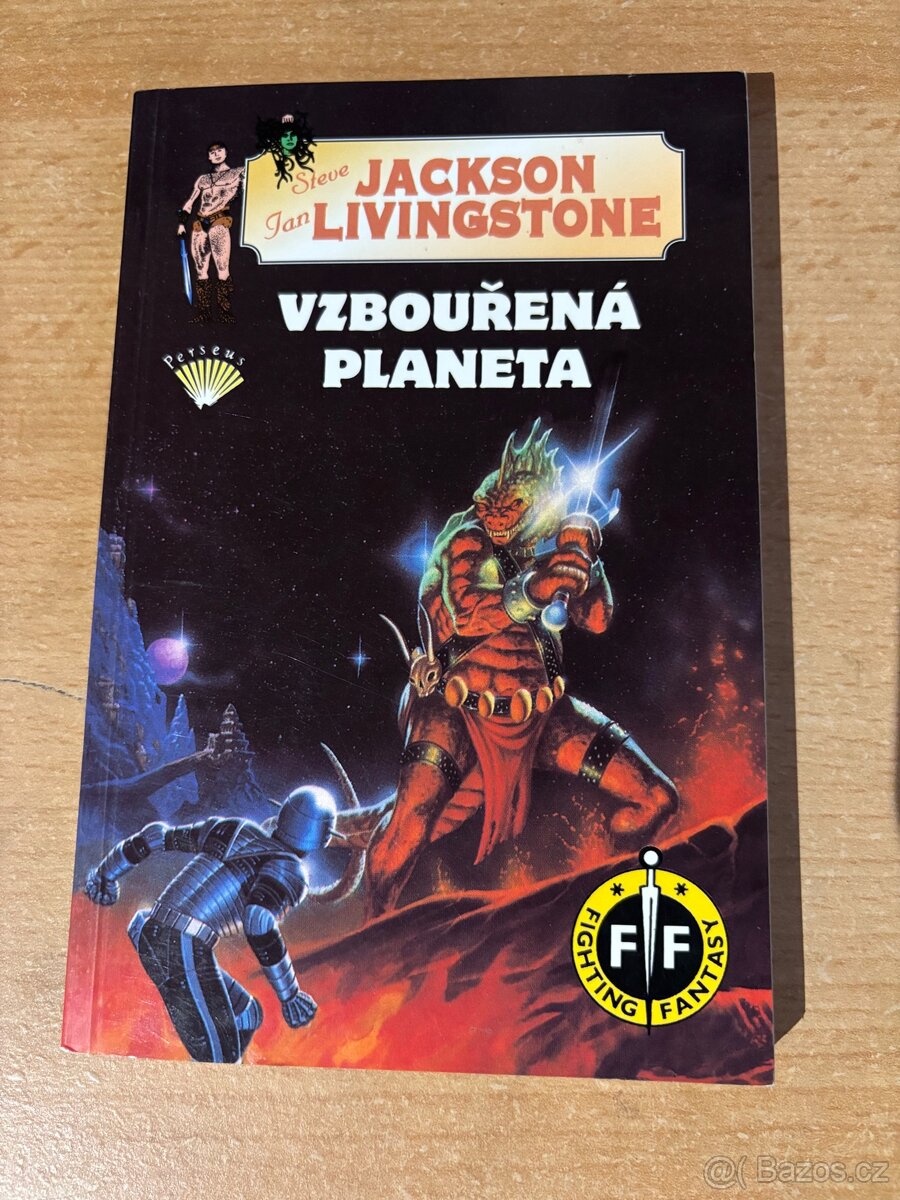 Steve JACKSON
Ian LIVINGSTONE
VZBOUŘENÁ
PLANETA
Perseus
FF
FIGHTING FANTASY
@( Bazos.cz